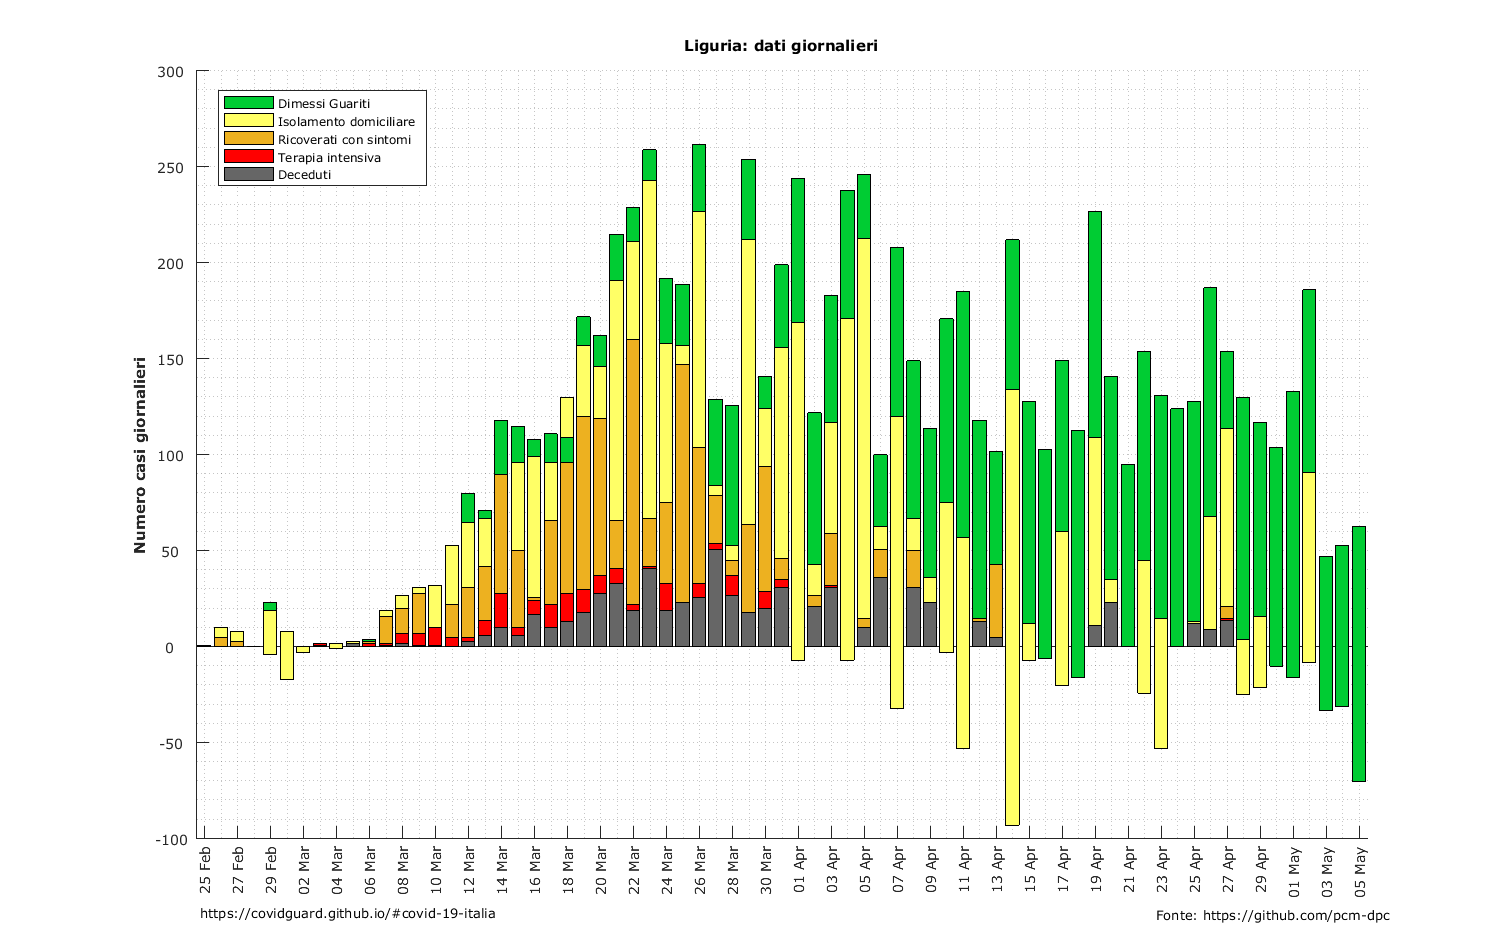 Liguria: dati giornalieri
300
250
200
150
100
50
0
-50
-100
Numero casi giornalieri
Dimessi Guariti
Isolamento domiciliare
Ricoverati con sintomi
Terapia intensiva
Deceduti
25 Feb
27 Feb
29 Feb
02 Mar
04 Mar
06 Mar
08 Mar
10 Mar
12 Mar
14 Mar
16 Mar
18 Mar
20 Mar
22 Mar
24 Mar
26 Mar
28 Mar
30 Mar
01 Apr
03 Apr
05 Apr
07 Apr
09 Apr
11 Apr
13 Apr
15 Apr
17 Apr
19 Apr
21 Apr
23 Apr
25 Apr
27 Apr
29 Apr
01 May
03 May
05 May
https://covidguard.github.io/#covid-19-italia
Fonte: https://github.com/pcm-dpc